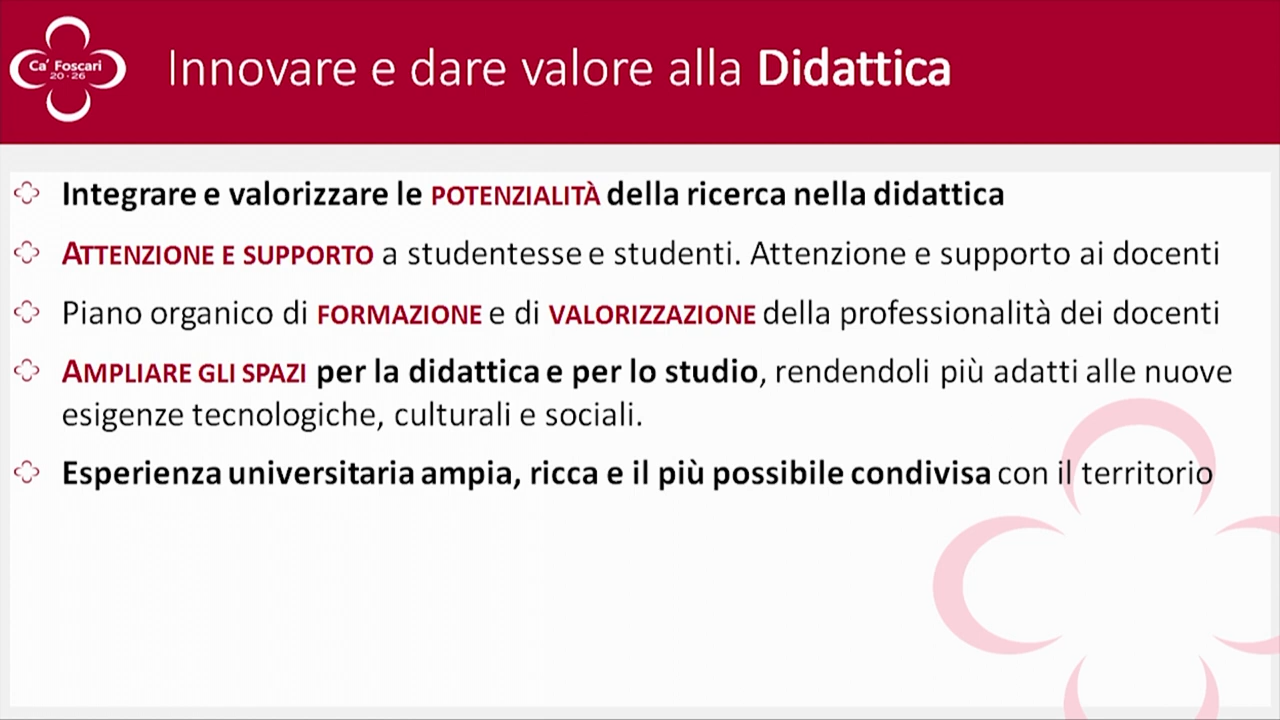 Ca' Foscari
20·26
Innovare e dare valore alla Didattica
Integrare e valorizzare le POTENZIALITÀ della ricerca nella didattica
ATTENZIONE E SUPPORTO a studentesse e studenti. Attenzione e supporto ai docenti
Piano organico di FORMAZIONE e di VALORIZZAZIONE della professionalità dei docenti
AMPLIARE GLI SPAZI per la didattica e per lo studio, rendendoli più adatti alle nuove
esigenze tecnologiche, culturali e sociali.
Esperienza universitaria ampia, ricca e il più possibile condivisa con il territorio